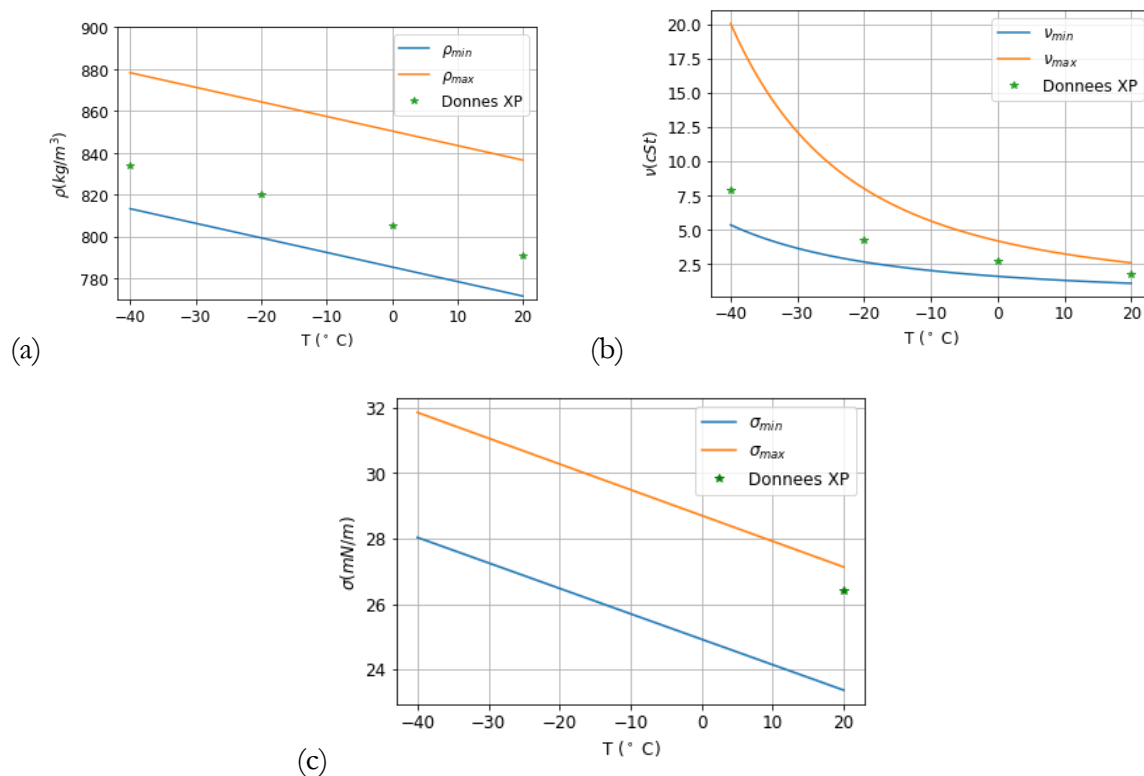 900
880
860
840
820
800
780
ρ(kg/m³)
ρmin
ρmax
Donnes XP
−40 −30 −20 −10 0 10 20
T (° C)
(a)
20.0
17.5
15.0
12.5
10.0
7.5
5.0
2.5
ν(cSt)
νmin
νmax
Donnees XP
−40 −30 −20 −10 0 10 20
T (° C)
(b)
32
30
28
26
24
σ(mN/m)
σmin
σmax
Donnees XP
−40 −30 −20 −10 0 10 20
T (° C)
(c)